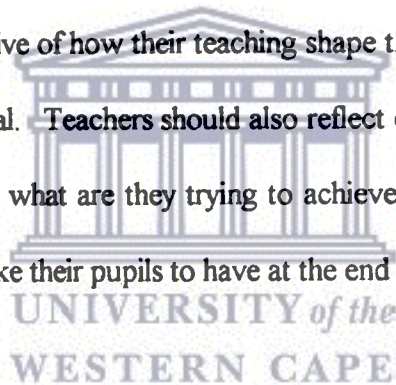 ive of how their teaching shape t
al. Teachers should also reflect
what are they trying to achieve
ke their pupils to have at the end
UNIVERSITY of the
WESTERN CAPE